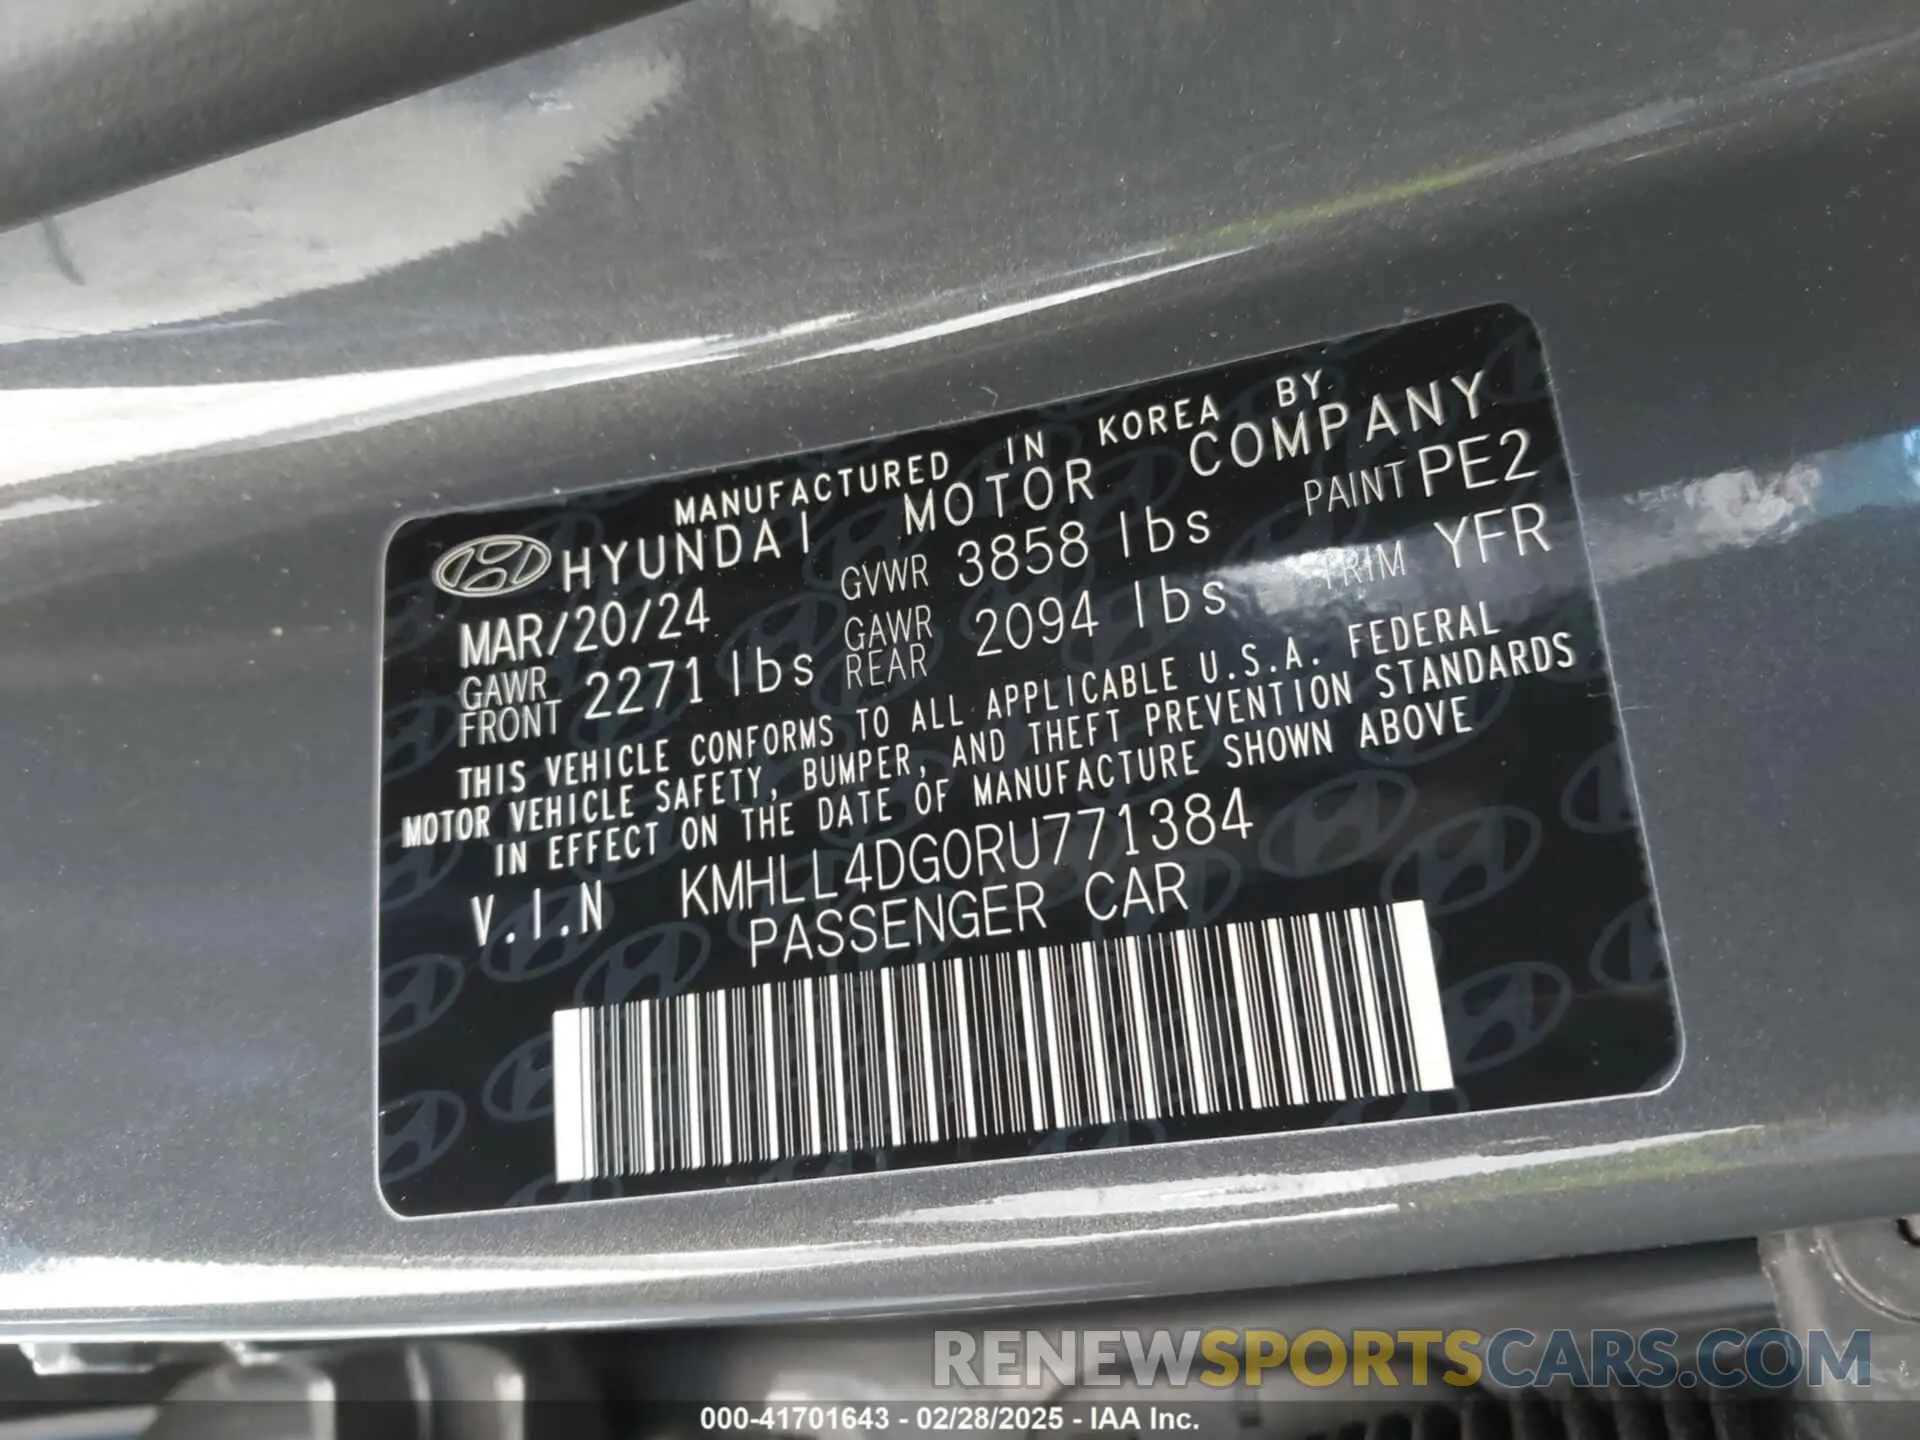 MANUFACTURED IN KOREA BY
HYUNDAI MOTOR COMPANY
MAR/20/24 GVWR 3858 lbs PAINT PE2
GAWR FRONT 2271 lbs GAWR REAR 2094 lbs TRIM YFR
THIS VEHICLE CONFORMS TO ALL APPLICABLE U.S.A. FEDERAL
MOTOR VEHICLE SAFETY, BUMPER, AND THEFT PREVENTION STANDARDS
IN EFFECT ON THE DATE OF MANUFACTURE SHOWN ABOVE
V.I.N KMHLL4DG0RU771384
PASSENGER CAR
RENEWSPORTSCARS.COM
000-41701643 - 02/28/2025 - IAA Inc.